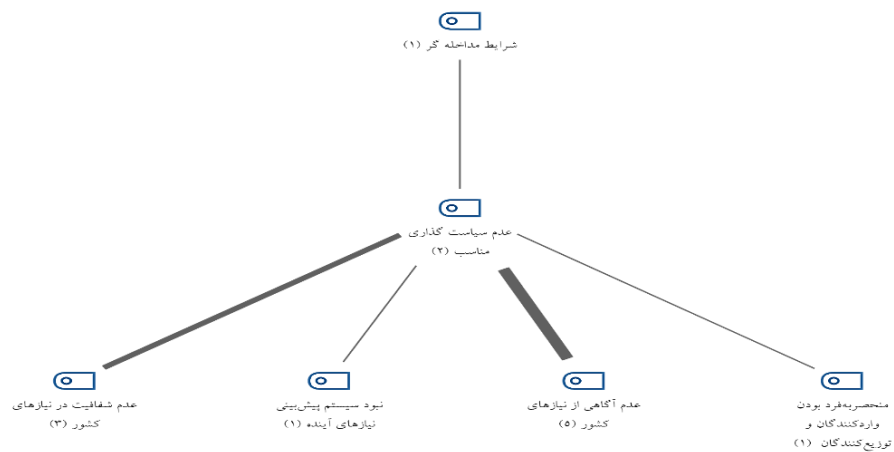 شرایط مداخله گر (۱)
عدم سیاست گذاری
مناسب (۲)
منحصربه‌فرد بودن
واردکنندگان و
توزیع‌کنندگان (۱)
عدم آگاهی از نیازهای
کشور (۵)
نبود سیستم پیش‌بینی
نیازهای آینده (۱)
عدم شفافیت در نیازهای
کشور (۳)